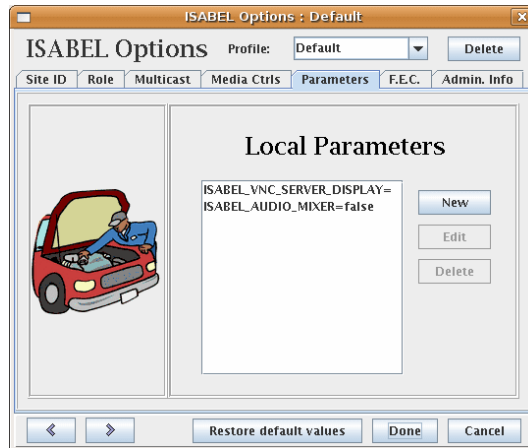 ISABEL Options : Default
ISABEL Options Profile: Default Delete
Site ID Role Multicast Media Ctrls Parameters F.E.C. Admin. Info
Local Parameters
ISABEL_VNC_SERVER_DISPLAY=
ISABEL_AUDIO_MIXER=false
New
Edit
Delete
Restore default values Done Cancel